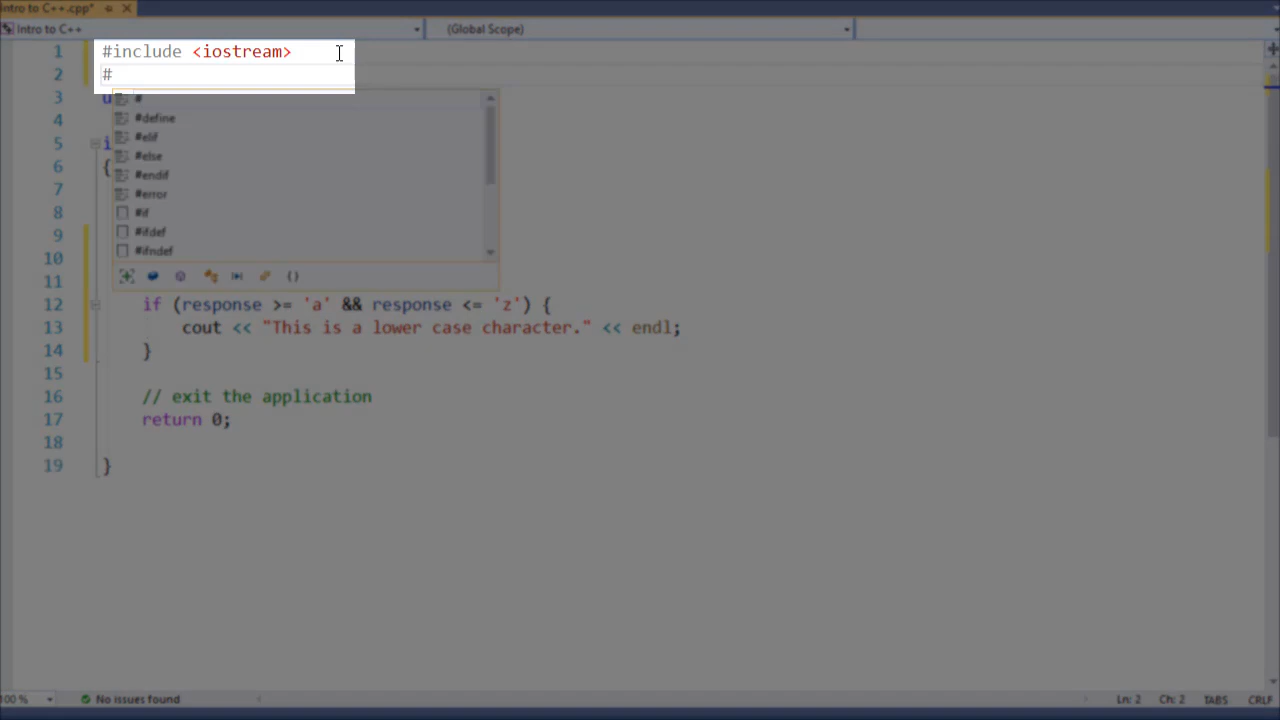 Intro to C++.cpp*
Intro to C++ (Global Scope)
1 #include <iostream>
2 #
3 u #
4 #define
#elif
5 i #else
6 { #endif
7 #error
8 #if
9 #ifdef
10 #ifndef
11 { }
12 if (response >= 'a' && response <= 'z') {
13 cout << "This is a lower case character." << endl;
14 }
15
16 // exit the application
17 return 0;
18
19 }
100 % No issues found Ln: 2 Ch: 2 TABS CRLF